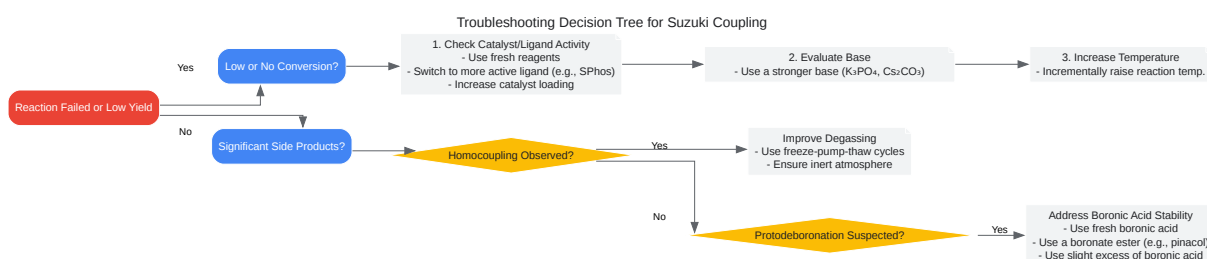 Troubleshooting Decision Tree for Suzuki Coupling
Reaction Failed or Low Yield
Yes
Low or No Conversion?
1. Check Catalyst/Ligand Activity
- Use fresh reagents
- Switch to more active ligand (e.g., SPhos)
- Increase catalyst loading
2. Evaluate Base
- Use a stronger base (K₃PO₄, Cs₂CO₃)
3. Increase Temperature
- Incrementally raise reaction temp.
No
Significant Side Products?
Homocoupling Observed?
Yes
Improve Degassing
- Use freeze-pump-thaw cycles
- Ensure inert atmosphere
No
Protodeboronation Suspected?
Yes
Address Boronic Acid Stability
- Use fresh boronic acid
- Use a boronate ester (e.g., pinacol)
- Use slight excess of boronic acid